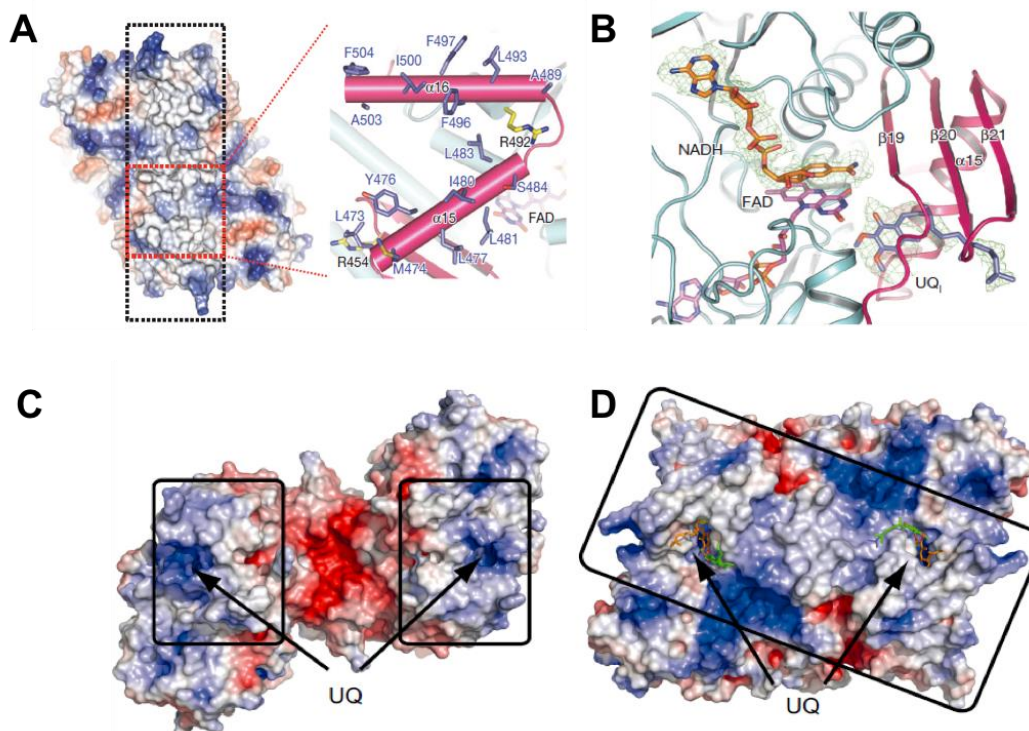 A
F504
I500
F497
L493
A489
α16
A503
F496
R492
L483
Y476
I480
S484
α15
FAD
L473
L481
R454
M474
L477
B
NADH
FAD
β19
β20
β21
α15
UQI
C
UQ
D
UQ